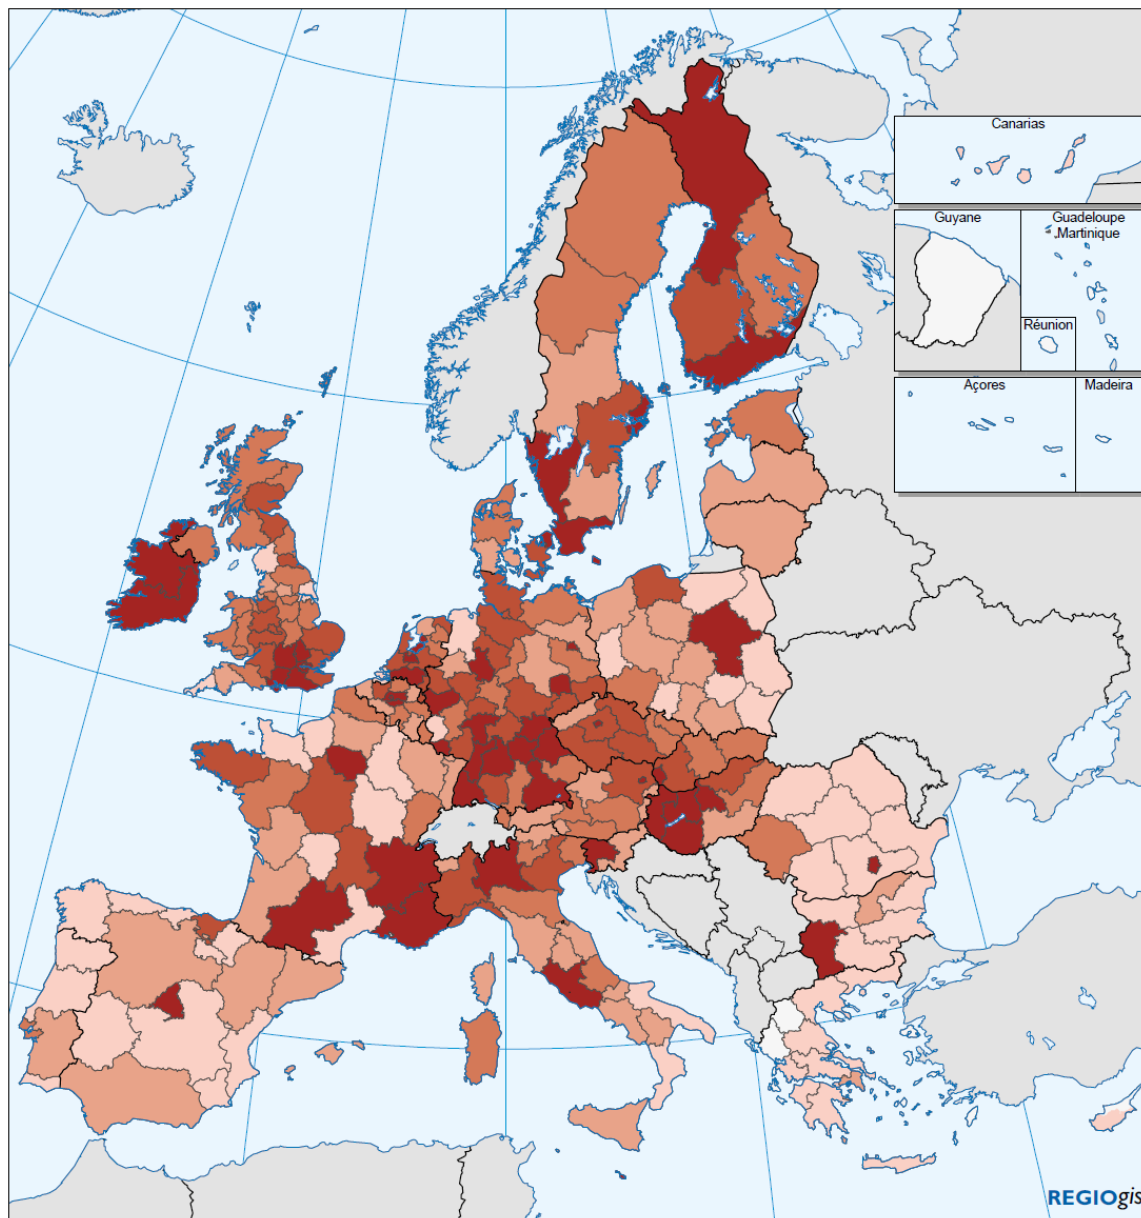 Canarias
Guyane
Guadeloupe
Martinique
Réunion
Açores
Madeira
REGIOgis